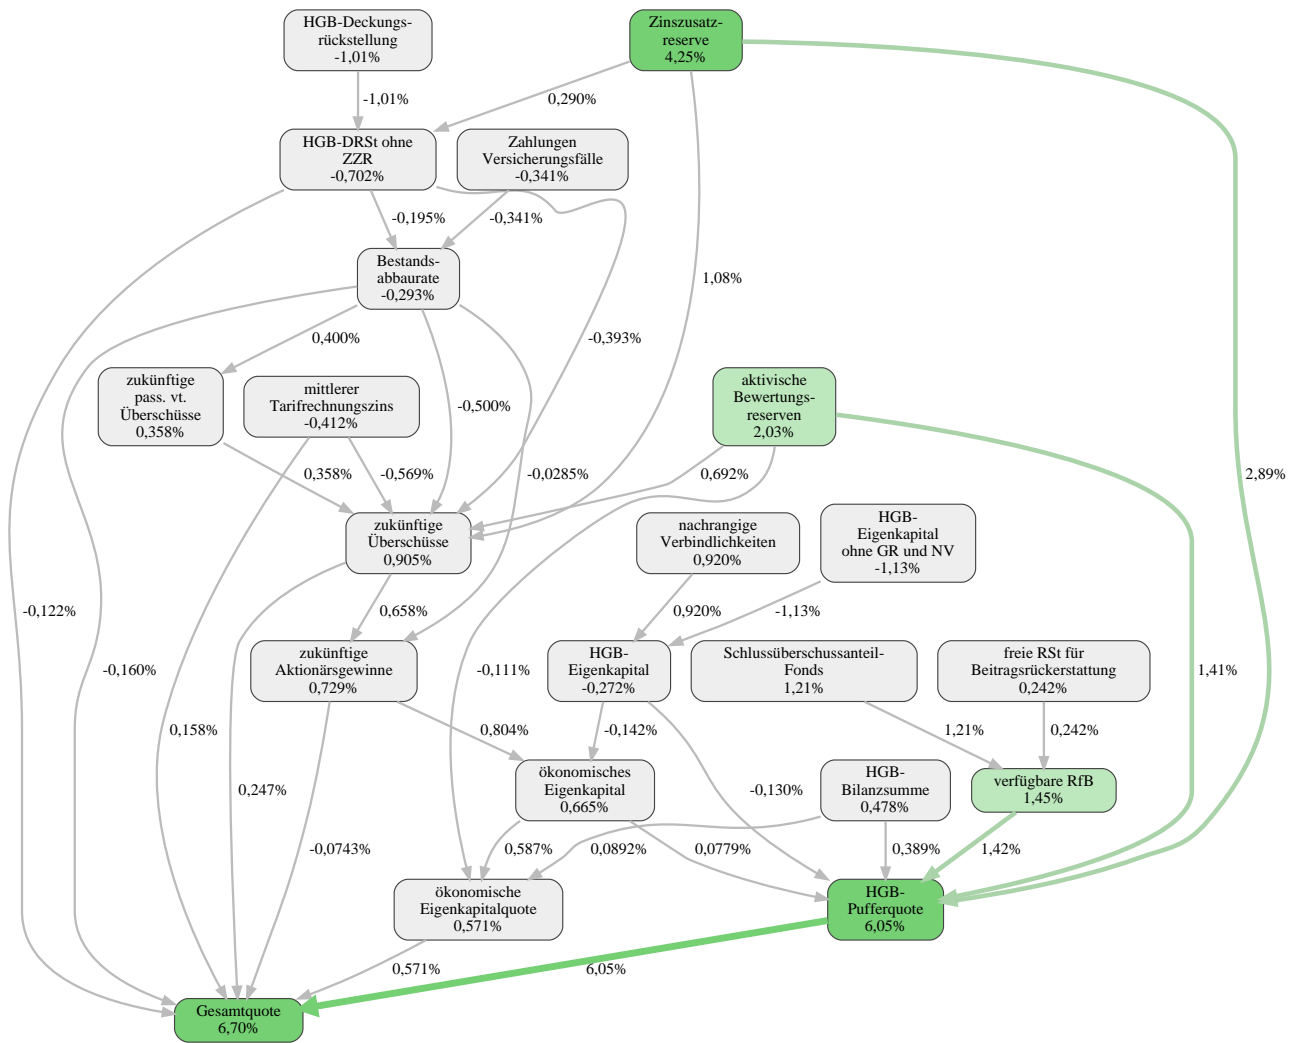 HGB-Deckungs-
rückstellung
-1,01%
Zinszusatz-
reserve
4,25%
-1,01%
0,290%
HGB-DRSt ohne
ZZR
-0,702%
Zahlungen
Versicherungsfälle
-0,341%
-0,195%
-0,341%
Bestands-
abbaurate
-0,293%
1,08%
0,400%
-0,393%
zukünftige
pass. vt.
Überschüsse
0,358%
mittlerer
Tarifrechnungszins
-0,412%
-0,500%
aktivische
Bewertungs-
reserven
2,03%
0,358%
-0,569%
-0,0285%
0,692%
2,89%
zukünftige
Überschüsse
0,905%
nachrangige
Verbindlichkeiten
0,920%
HGB-
Eigenkapital
ohne GR und NV
-1,13%
-0,122%
0,658%
0,920%
-1,13%
zukünftige
Aktionärsgewinne
0,729%
HGB-
Eigenkapital
-0,272%
Schlussüberschussanteil-
Fonds
1,21%
freie RSt für
Beitragsrückerstattung
0,242%
-0,160%
-0,111%
1,41%
0,158%
0,804%
-0,142%
1,21%
0,242%
ökonomisches
Eigenkapital
0,665%
HGB-
Bilanzsumme
0,478%
verfügbare RfB
1,45%
0,247%
-0,130%
-0,0743%
0,587%
0,0892%
0,0779%
0,389%
1,42%
ökonomische
Eigenkapitalquote
0,571%
HGB-
Pufferquote
6,05%
0,571%
6,05%
Gesamtquote
6,70%